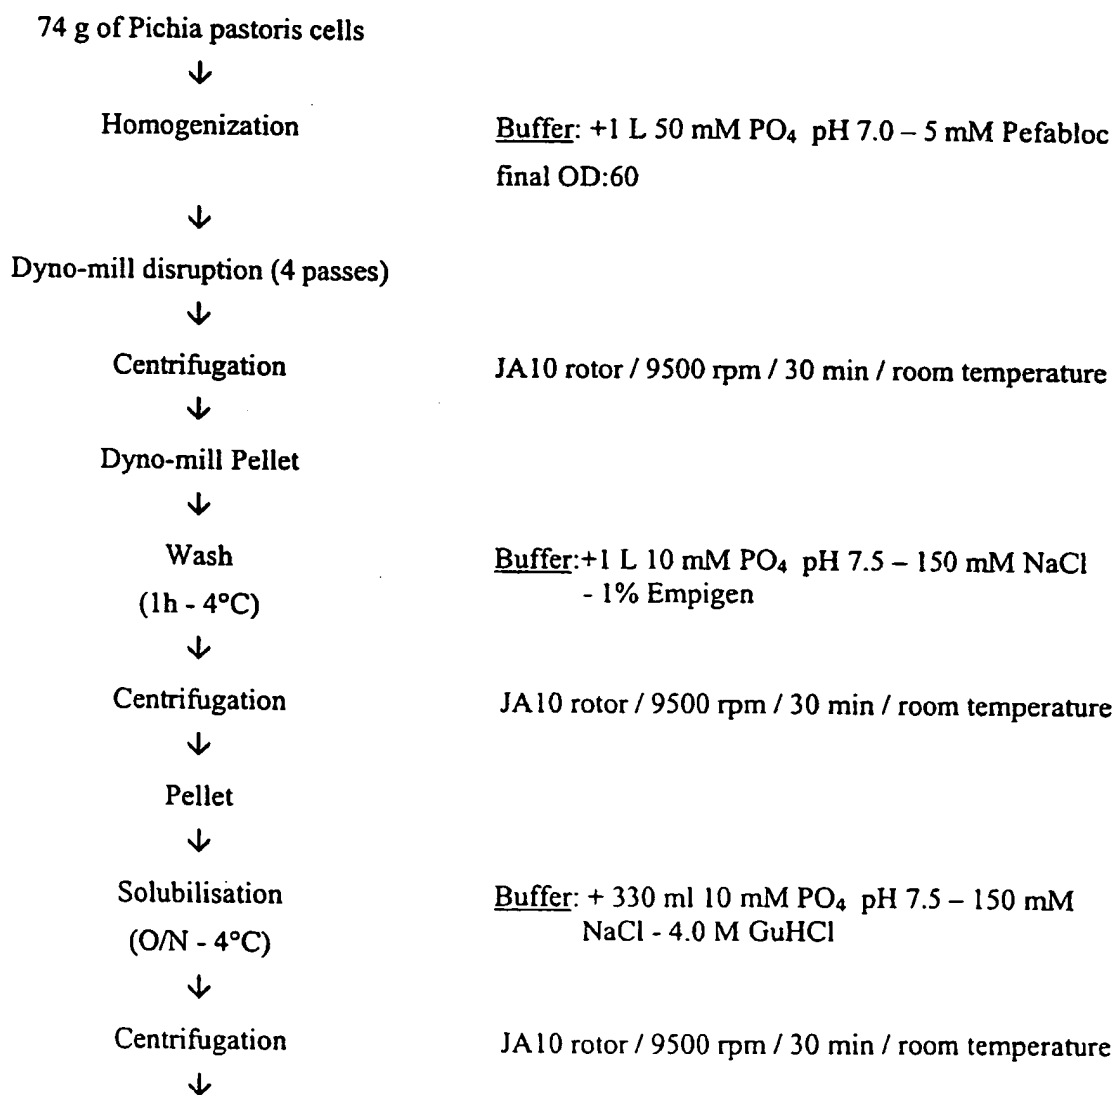 74 g of Pichia pastoris cells
↓
Homogenization Buffer: +1 L 50 mM PO₄ pH 7.0 – 5 mM Pefabloc
final OD:60
↓
Dyno-mill disruption (4 passes)
↓
Centrifugation JA10 rotor / 9500 rpm / 30 min / room temperature
↓
Dyno-mill Pellet
↓
Wash Buffer:+1 L 10 mM PO₄ pH 7.5 – 150 mM NaCl
(1h - 4°C) - 1% Empigen
↓
Centrifugation JA10 rotor / 9500 rpm / 30 min / room temperature
↓
Pellet
↓
Solubilisation Buffer: + 330 ml 10 mM PO₄ pH 7.5 – 150 mM
(O/N - 4°C) NaCl - 4.0 M GuHCl
↓
Centrifugation JA10 rotor / 9500 rpm / 30 min / room temperature
↓